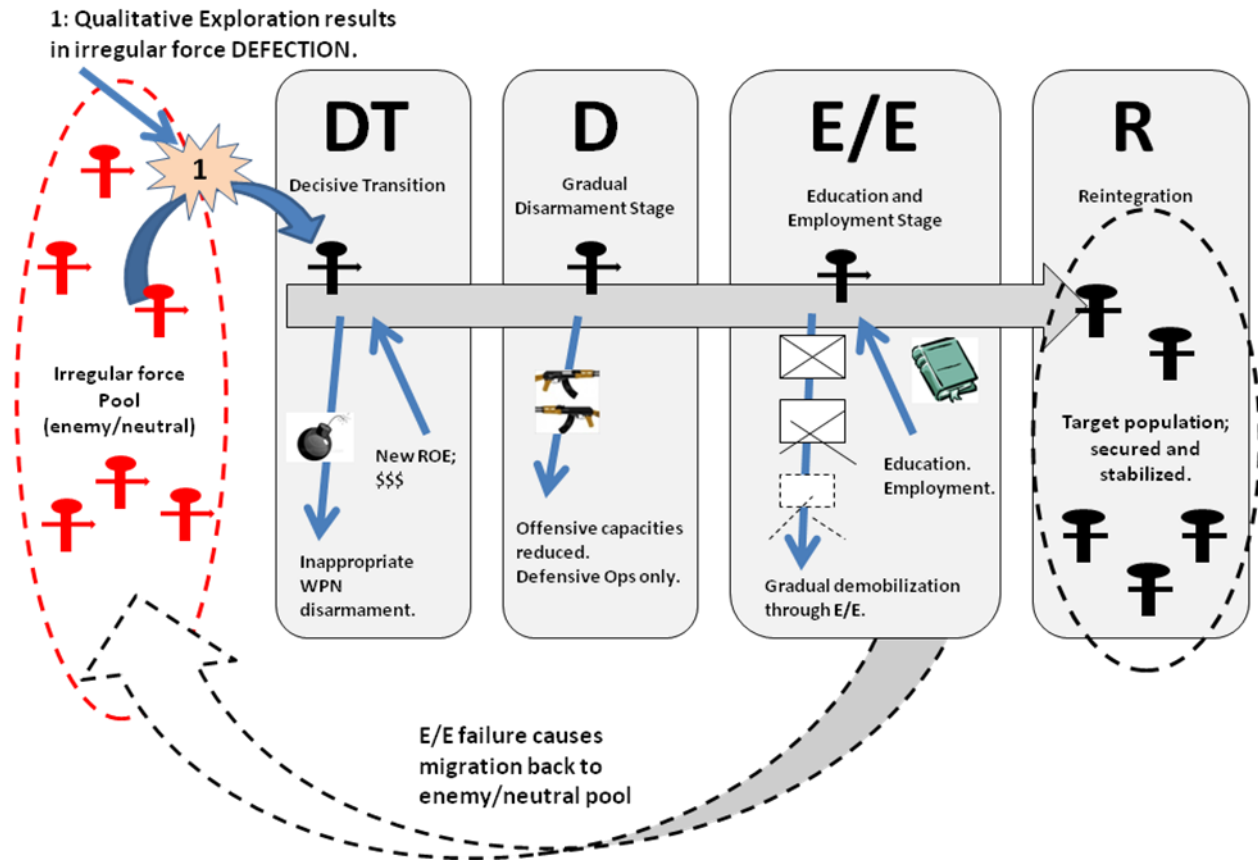 1: Qualitative Exploration results
in irregular force DEFECTION.
1
DT
Decisive Transition
D
Gradual
Disarmament Stage
E/E
Education and
Employment Stage
R
Reintegration
Irregular force
Pool
(enemy/neutral)
New ROE;
$$$
Inappropriate
WPN
disarmament.
Offensive capacities
reduced.
Defensive Ops only.
Education.
Employment.
Gradual demobilization
through E/E.
Target population;
secured and
stabilized.
E/E failure causes
migration back to
enemy/neutral pool